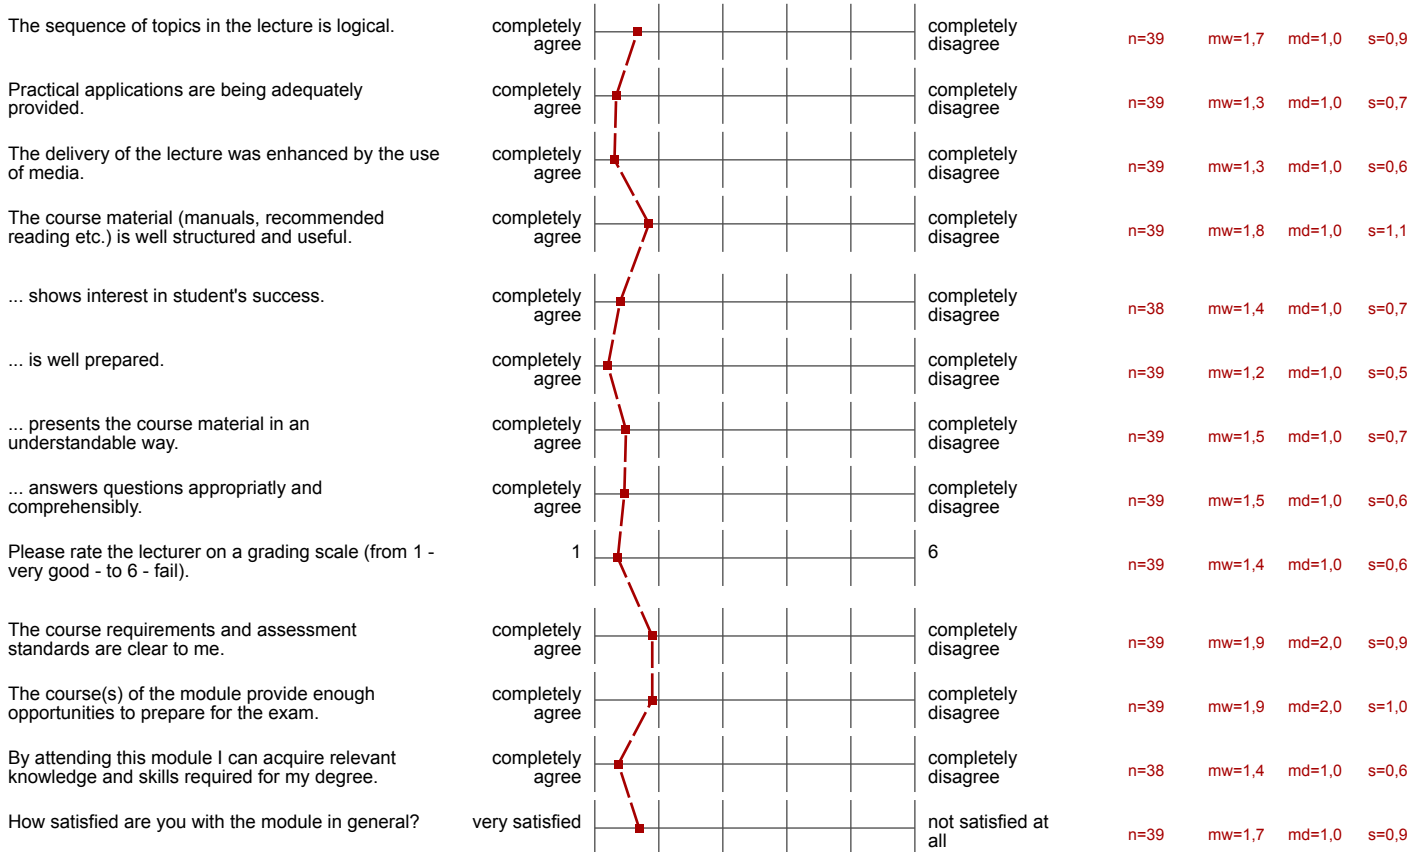 The sequence of topics in the lecture is logical. completely agree completely disagree n=39 mw=1,7 md=1,0 s=0,9
Practical applications are being adequately
provided. completely agree completely disagree n=39 mw=1,3 md=1,0 s=0,7
The delivery of the lecture was enhanced by the use
of media. completely agree completely disagree n=39 mw=1,3 md=1,0 s=0,6
The course material (manuals, recommended
reading etc.) is well structured and useful. completely agree completely disagree n=39 mw=1,8 md=1,0 s=1,1
... shows interest in student's success. completely agree completely disagree n=38 mw=1,4 md=1,0 s=0,7
... is well prepared. completely agree completely disagree n=39 mw=1,2 md=1,0 s=0,5
... presents the course material in an
understandable way. completely agree completely disagree n=39 mw=1,5 md=1,0 s=0,7
... answers questions appropriatly and
comprehensibly. completely agree completely disagree n=39 mw=1,5 md=1,0 s=0,6
Please rate the lecturer on a grading scale (from 1 -
very good - to 6 - fail). 1 6 n=39 mw=1,4 md=1,0 s=0,6
The course requirements and assessment
standards are clear to me. completely agree completely disagree n=39 mw=1,9 md=2,0 s=0,9
The course(s) of the module provide enough
opportunities to prepare for the exam. completely agree completely disagree n=39 mw=1,9 md=2,0 s=1,0
By attending this module I can acquire relevant
knowledge and skills required for my degree. completely agree completely disagree n=38 mw=1,4 md=1,0 s=0,6
How satisfied are you with the module in general? very satisfied not satisfied at all n=39 mw=1,7 md=1,0 s=0,9